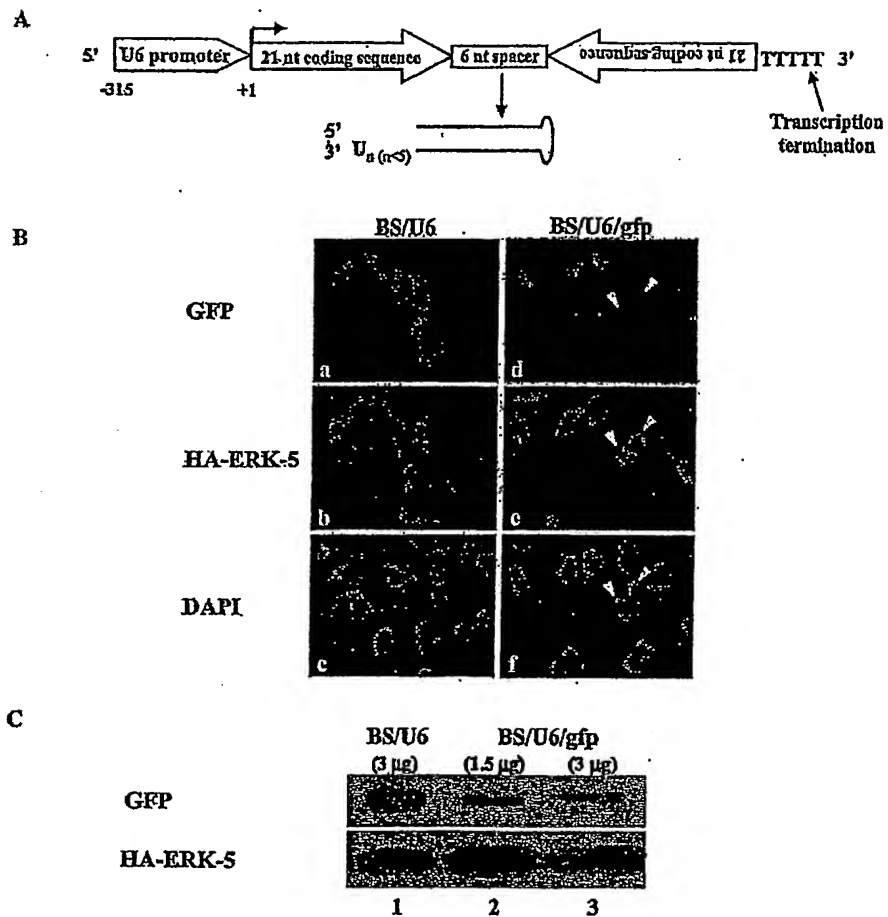 A
5' U6 promoter 21-nt coding sequence 6 nt spacer 21 nt coding-sequence TTTTT 3'
-315 +1
Transcription
termination
5'
3' U n (n<5)
B
BS/U6 BS/U6/gfp
GFP
a d
HA-ERK-5
b e
DAPI
c f
C
BS/U6 BS/U6/gfp
(3 µg) (1.5 µg) (3 µg)
GFP
HA-ERK-5
1 2 3